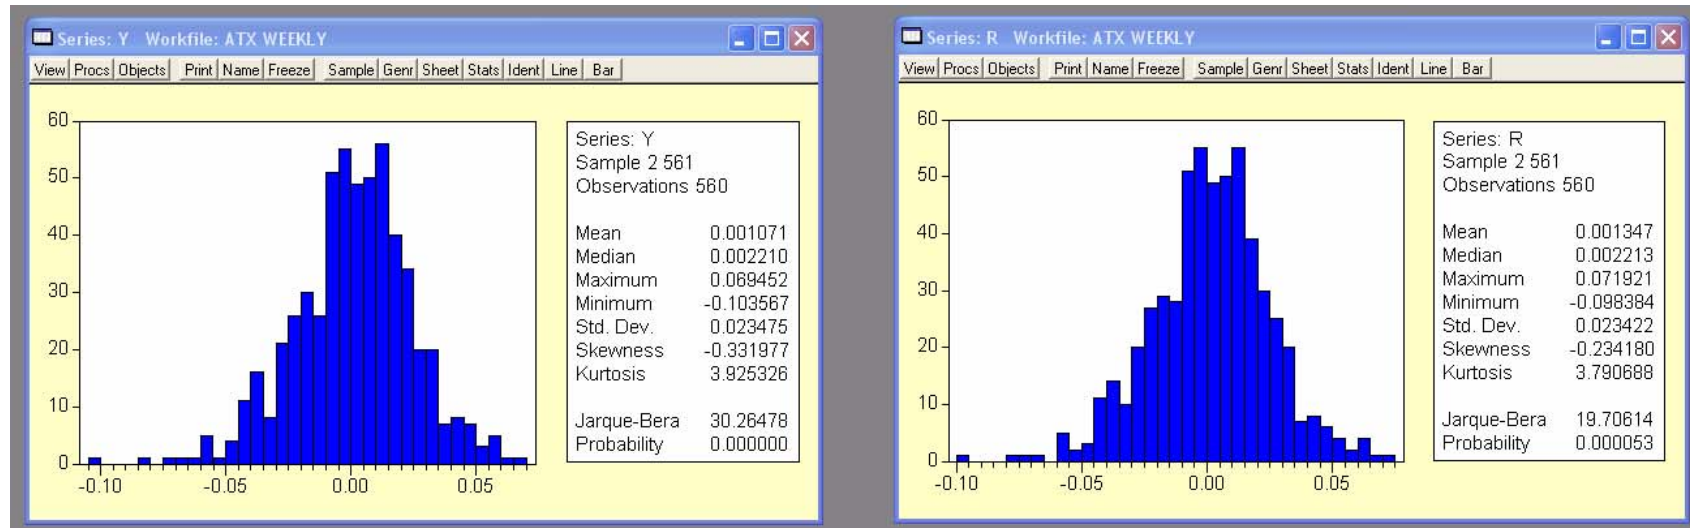 Series: Y Workfile: ATX WEEKLY
View Procs Objects Print Name Freeze Sample Genr Sheet Stats Ident Line Bar
60
50
40
30
20
10
0
-0.10 -0.05 0.00 0.05
Series: Y
Sample 2 561
Observations 560
Mean 0.001071
Median 0.002210
Maximum 0.069452
Minimum -0.103567
Std. Dev. 0.023475
Skewness -0.331977
Kurtosis 3.925326
Jarque-Bera 30.26478
Probability 0.000000
Series: R Workfile: ATX WEEKLY
View Procs Objects Print Name Freeze Sample Genr Sheet Stats Ident Line Bar
60
50
40
30
20
10
0
-0.10 -0.05 0.00 0.05
Series: R
Sample 2 561
Observations 560
Mean 0.001347
Median 0.002213
Maximum 0.071921
Minimum -0.098384
Std. Dev. 0.023422
Skewness -0.234180
Kurtosis 3.790688
Jarque-Bera 19.70614
Probability 0.000053